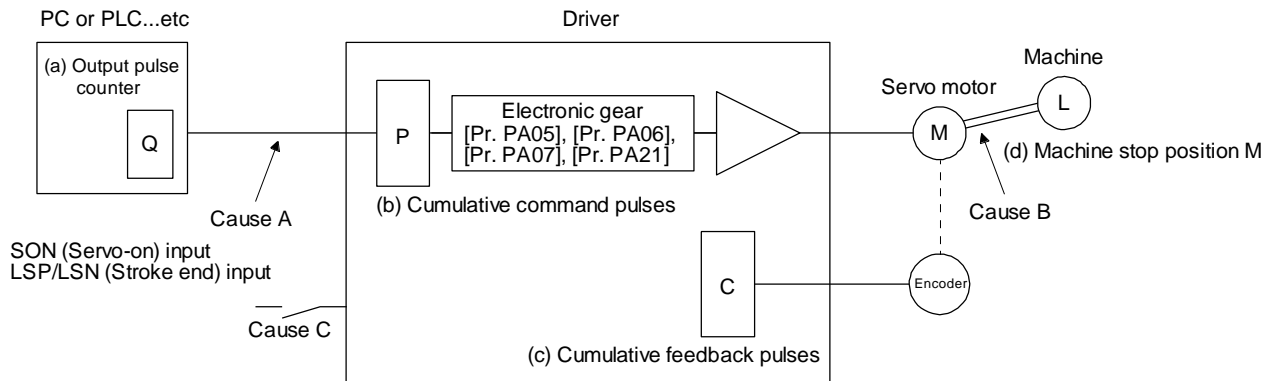 PC or PLC...etc
Driver
(a) Output pulse
counter
Q
P
Electronic gear
[Pr. PA05], [Pr. PA06],
[Pr. PA07], [Pr. PA21]
Servo motor
M
Machine
L
(d) Machine stop position M
Cause A
(b) Cumulative command pulses
Cause B
SON (Servo-on) input
LSP/LSN (Stroke end) input
Cause C
C
Encoder
(c) Cumulative feedback pulses